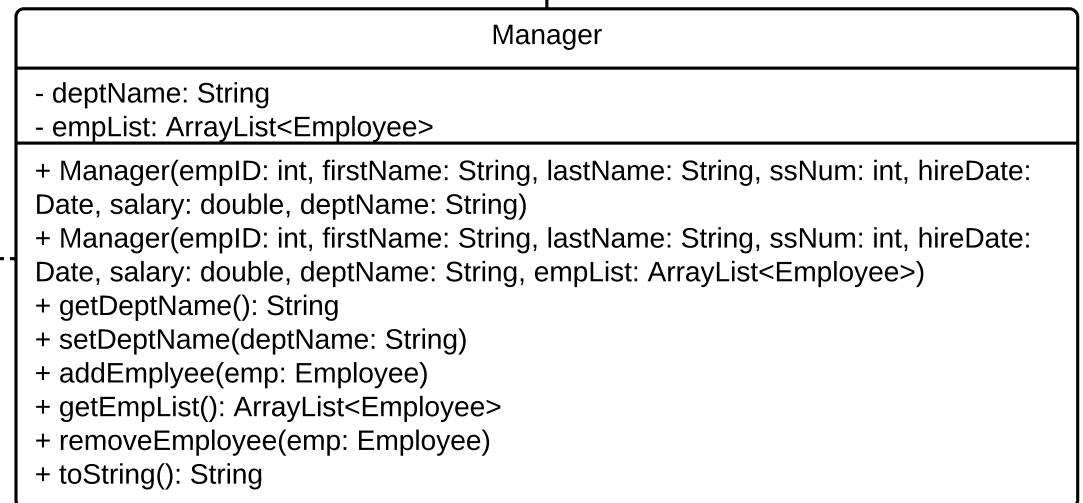 Manager
- deptName: String
- empList: ArrayList<Employee>
+ Manager(empID: int, firstName: String, lastName: String, ssNum: int, hireDate:
Date, salary: double, deptName: String)
+ Manager(empID: int, firstName: String, lastName: String, ssNum: int, hireDate:
Date, salary: double, deptName: String, empList: ArrayList<Employee>)
+ getDeptName(): String
+ setDeptName(deptName: String)
+ addEmplyee(emp: Employee)
+ getEmpList(): ArrayList<Employee>
+ removeEmployee(emp: Employee)
+ toString(): String